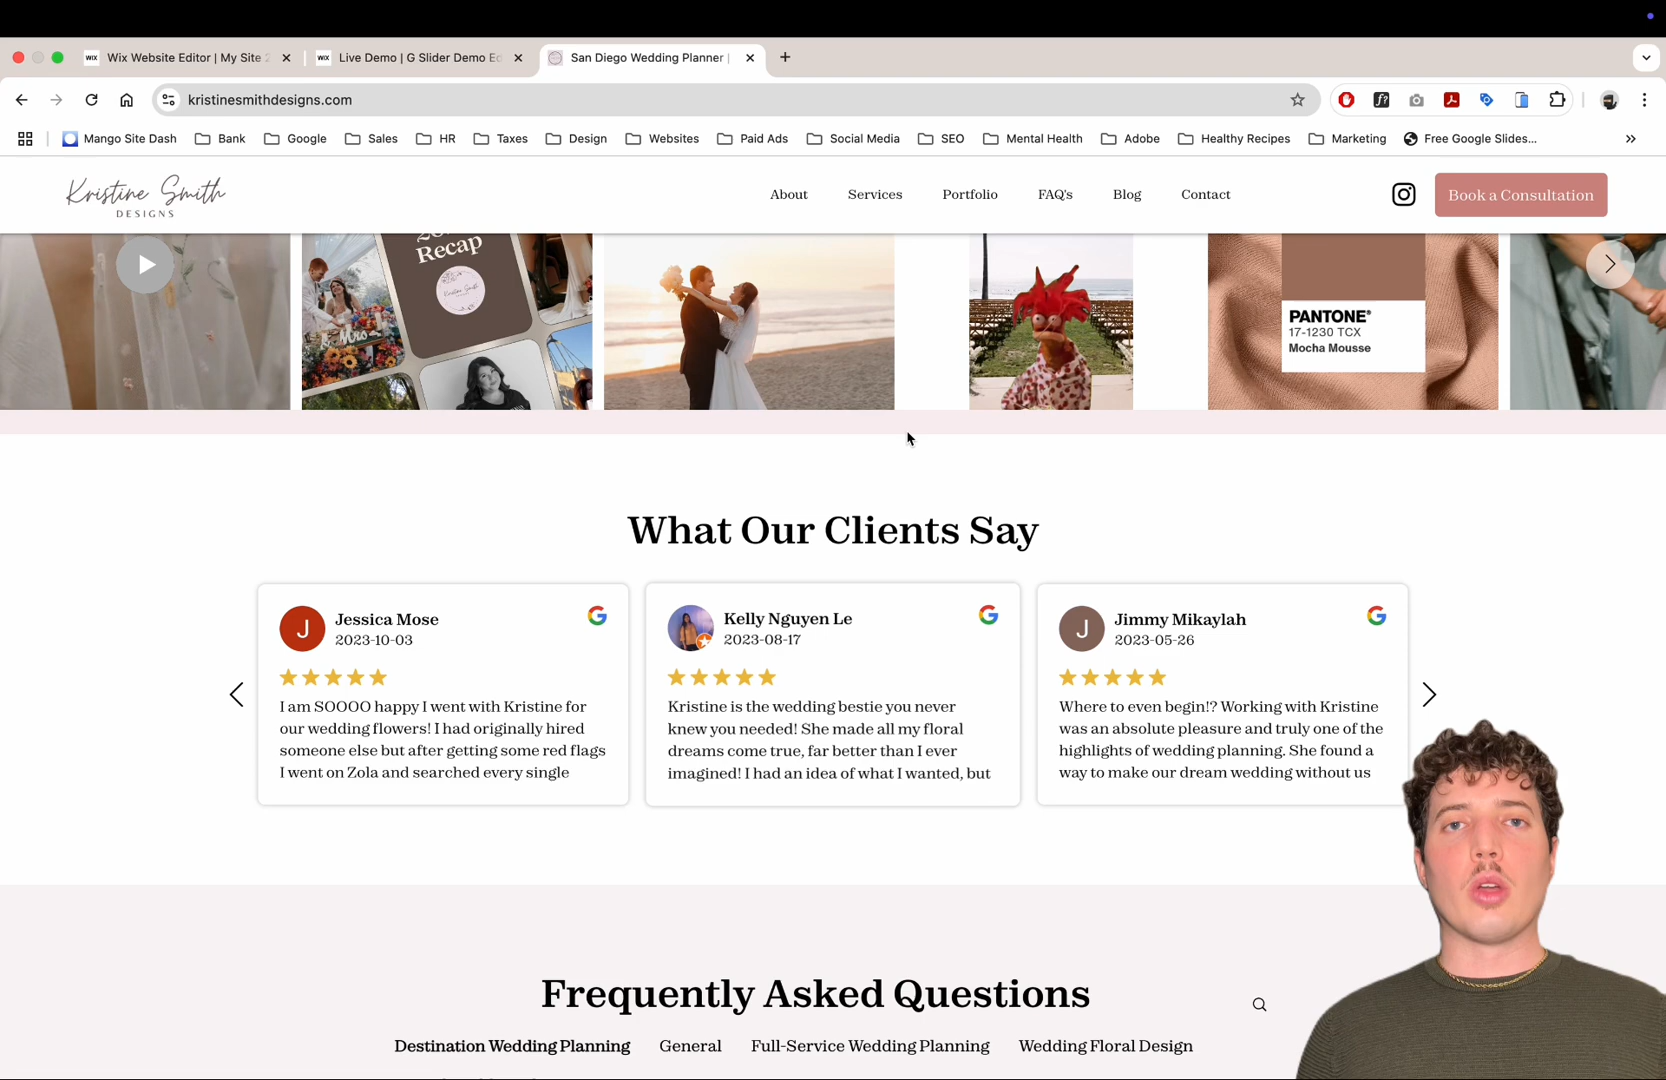 Wix Website Editor | My Site 2
Live Demo | G Slider Demo Ed
San Diego Wedding Planner |
kristinesmithdesigns.com
Mango Site Dash
Bank
Google
Sales
HR
Taxes
Design
Websites
Paid Ads
Social Media
SEO
Mental Health
Adobe
Healthy Recipes
Marketing
Free Google Slides...
Kristine Smith
DESIGNS
About
Services
Portfolio
FAQ's
Blog
Contact
Book a Consultation
Recap
Kristine Smith
Mrs
PANTONE®
17-1230 TCX
Mocha Mousse
What Our Clients Say
J
Jessica Mose
2023-10-03
I am SOOOO happy I went with Kristine for
our wedding flowers! I had originally hired
someone else but after getting some red flags
I went on Zola and searched every single
Kelly Nguyen Le
2023-08-17
Kristine is the wedding bestie you never
knew you needed! She made all my floral
dreams come true, far better than I ever
imagined! I had an idea of what I wanted, but
J
Jimmy Mikaylah
2023-05-26
Where to even begin!? Working with Kristine
was an absolute pleasure and truly one of the
highlights of wedding planning. She found a
way to make our dream wedding without us
Frequently Asked Questions
Destination Wedding Planning
General
Full-Service Wedding Planning
Wedding Floral Design